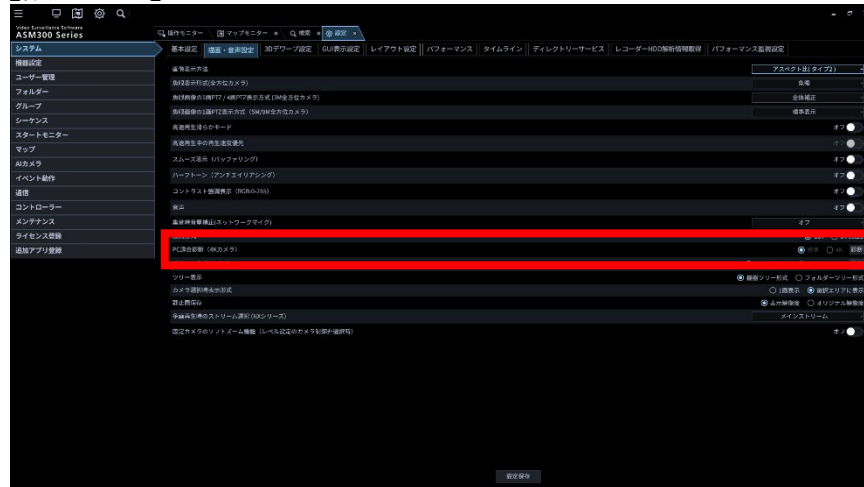 Video Surveillance Software
ASM300 Series
操作モニター マップモニター × 検索 × 設定 ×
システム
機器設定
ユーザー管理
フォルダー
グループ
シーケンス
スタートモニター
マップ
AIカメラ
イベント動作
通信
コントローラー
メンテナンス
ライセンス登録
追加アプリ登録
基本設定 描画・音声設定 3Dデワープ設定 GUI表示設定 レイアウト設定 パフォーマンス タイムライン ディレクトリーサービス レコーダーHDD解析情報取得 パフォーマンス監視設定
画像表示方法 アスペクト比(タイプ2)
魚眼表示形式(全方位カメラ) 魚眼
魚眼画像の1画PTZ / 4画PTZ表示方式 (3M全方位カメラ) 全体補正
魚眼画像の1画PTZ表示方式 (5M/9M全方位カメラ) 標準表示
高速再生滑らかモード オフ
高速再生中の再生速度優先 オフ
スムーズ表示 (バッファリング) オフ
ハーフトーン (アンチエイリアシング) オフ
コントラスト強調表示 (RGB:0-255) オフ
音声 オフ
集音時音量補正(ネットワークマイク) オフ
PC適合診断 (4Kカメラ) 4K 診断
ツリー表示 機器ツリー形式 フォルダーツリー形式
カメラ選択時表示形式 1画表示 選択エリアに表示
静止画保存 表示解像度 オリジナル解像度
多画再生時のストリーム選択 (NXシリーズ) メインストリーム
固定カメラのソフトズーム機能 (レベル設定のカメラ制御が選択可) オフ
設定保存